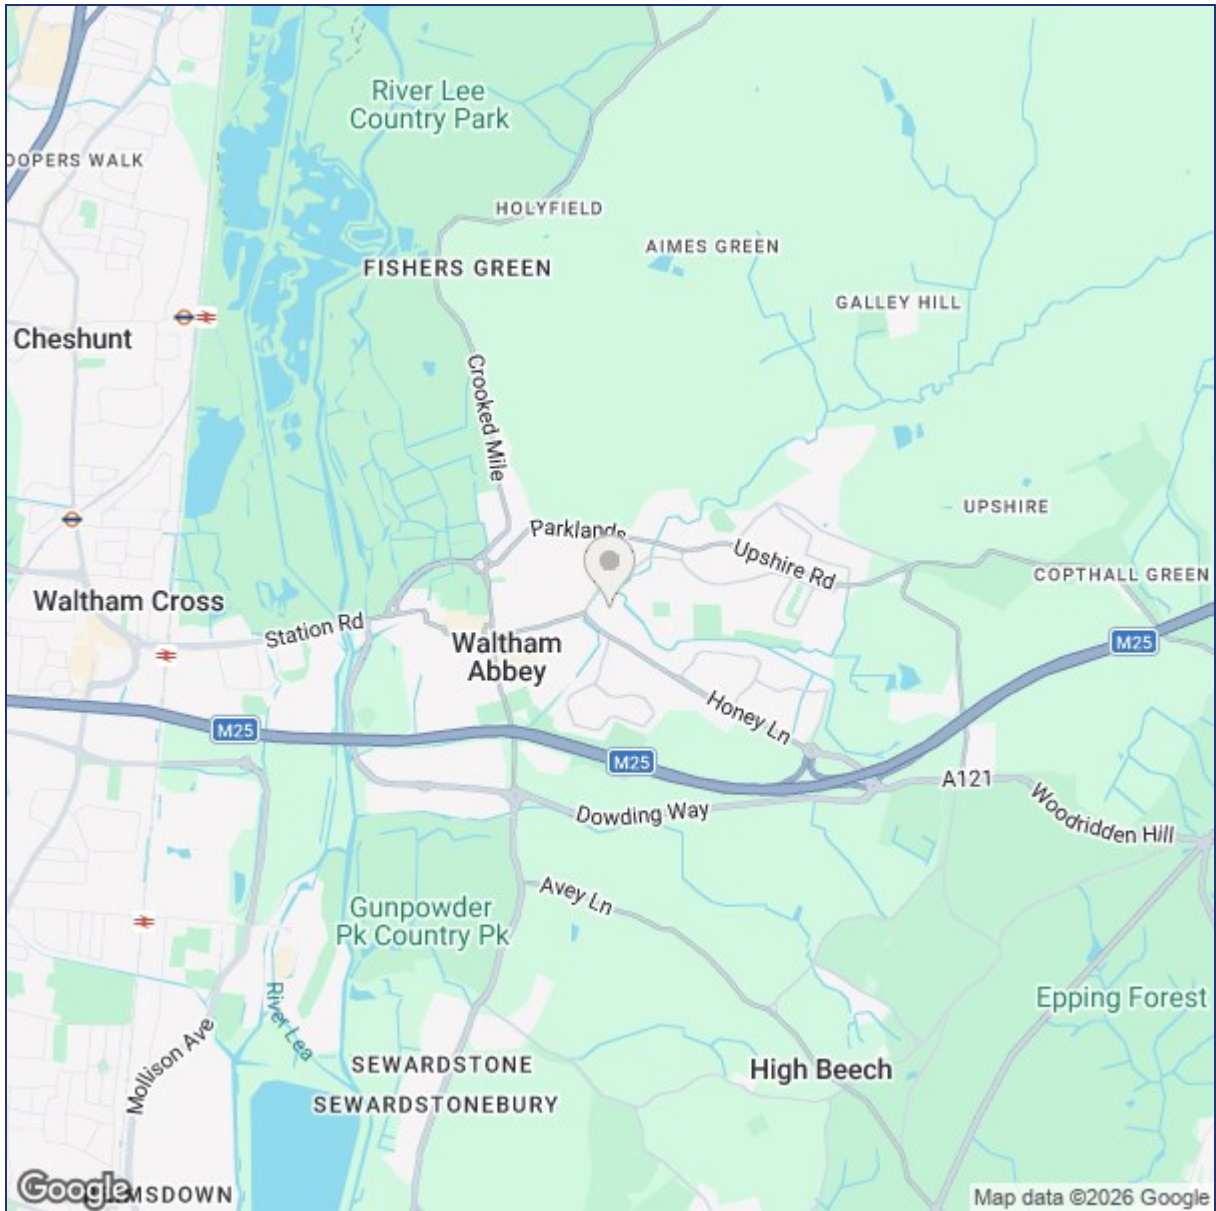 River Lee
Country Park
OOPERS WALK
HOLYFIELD
AIMES GREEN
FISHERS GREEN
GALLEY HILL
Cheshunt
Crooked Mile
UPSHIRE
Parklands
Upshire Rd
COPTHALL GREEN
Waltham Cross
Station Rd
Waltham
Abbey
M25
Honey Ln
M25
M25
A121
Dowding Way
Woodridden Hill
Avey Ln
Gunpowder
Pk Country Pk
Epping Forest
River Lea
Mollison Ave
SEWARDSTONE
High Beech
SEWARDSTONEBURY
Google
IMSDOWN
Map data ©2026 Google